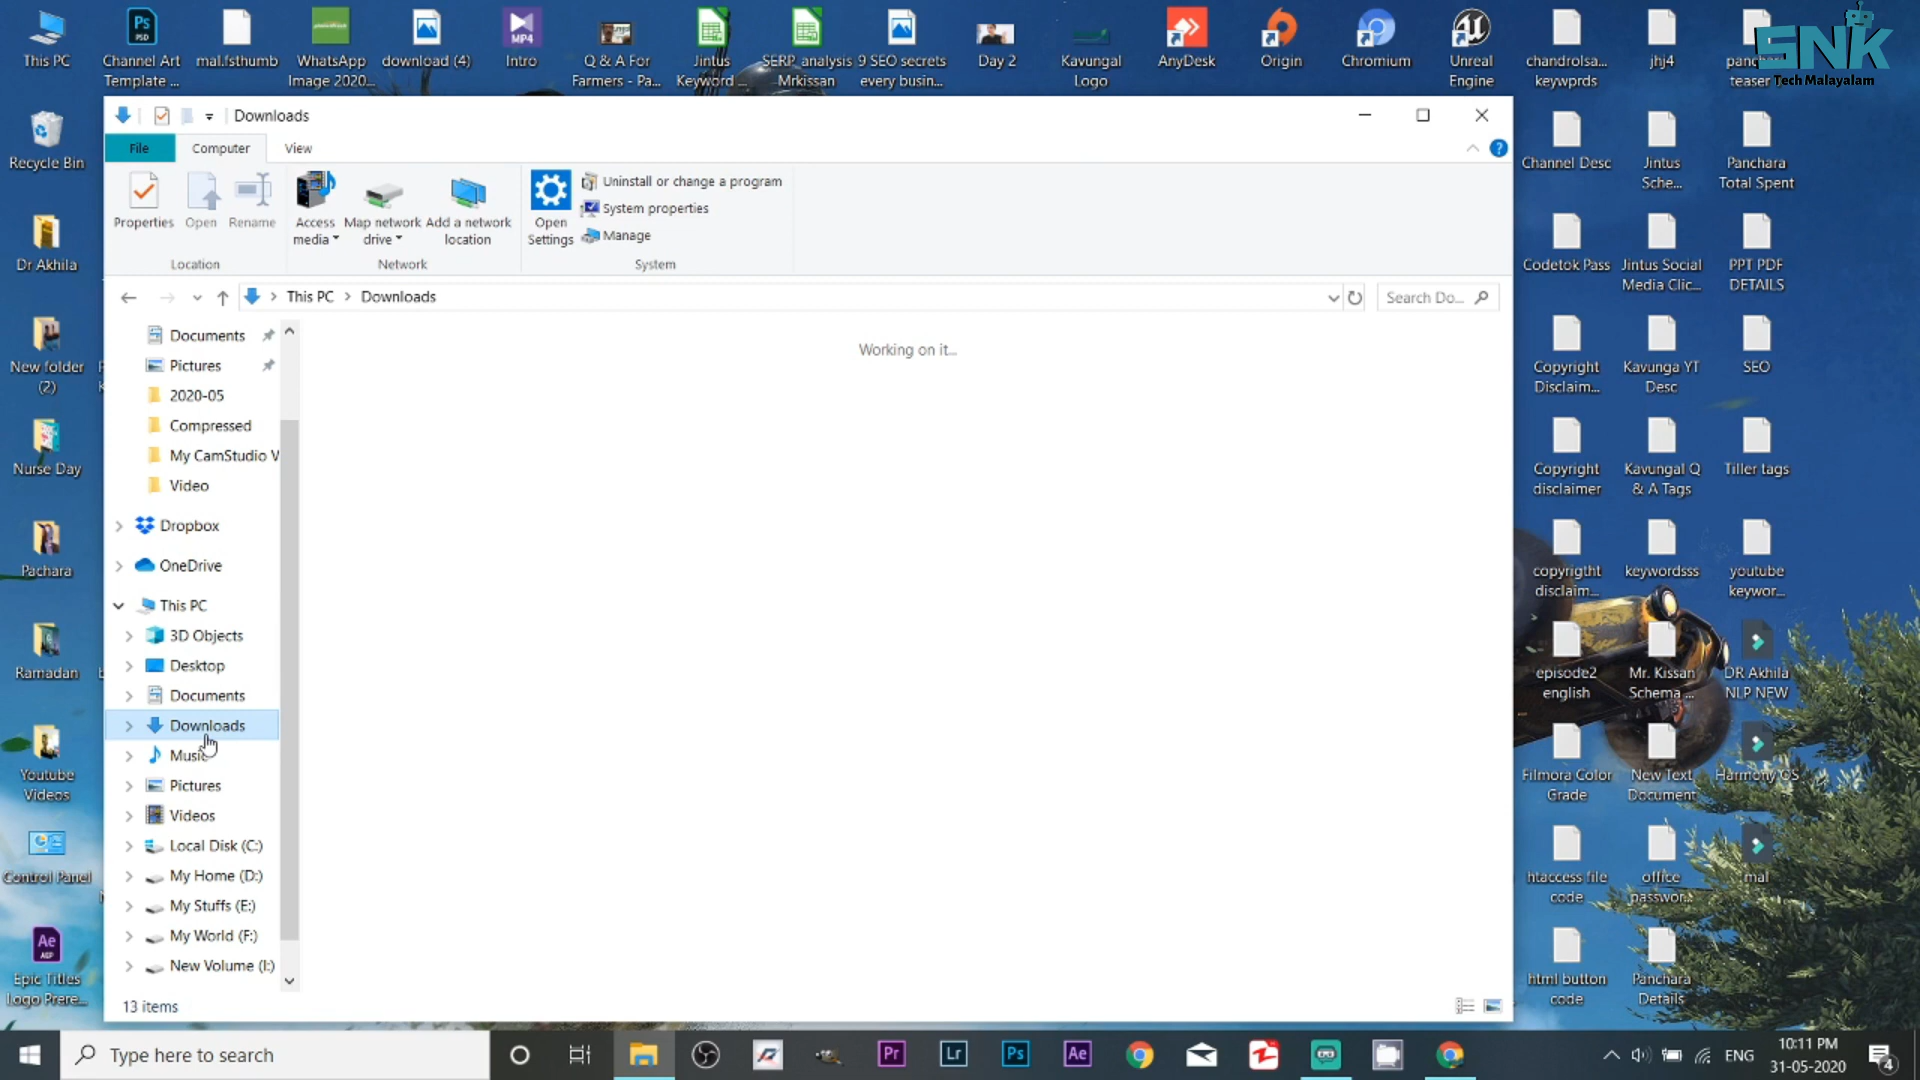 This PC
Channel Art
Template ...
mal.fsthumb
WhatsApp
Image 2020...
download (4)
MP4
Intro
Q & A For
Farmers - Pa...
Jintus
Keyword ...
SERP_analysis
-Mrkissan
9 SEO secrets
every busin...
Day 2
Kavungal
Logo
AnyDesk
Origin
Chromium
Unreal
Engine
chandrolsa...
keywprds
jhj4
teaser
ENK
Tech Malayalam
Downloads
File
Computer
View
Properties
Open
Rename
Location
Access
media
Map network
drive
Add a network
location
Network
Open
Settings
Uninstall or change a program
System properties
Manage
System
This PC > Downloads
Search Do...
Working on it...
Documents
Pictures
2020-05
Compressed
My CamStudio V
Video
Dropbox
OneDrive
This PC
3D Objects
Desktop
Documents
Downloads
Music
Pictures
Videos
Local Disk (C:)
My Home (D:)
My Stuffs (E:)
My World (F:)
New Volume (I:)
13 items
Recycle Bin
Dr Akhila
New folder
(2)
Nurse Day
Pachara
Ramadan
Youtube
Videos
Control Panel
Ae
Epic Titles
Logo Prere...
Channel Desc
Jintus
Sche...
Panchara
Total Spent
Codetok Pass
Jintus Social
Media Clic...
PPT PDF
DETAILS
Copyright
Disclaim...
Kavunga YT
Desc
SEO
Copyright
disclaimer
Kavungal Q
& A Tags
Tiller tags
copyrigtht
disclaim...
keywordsss
youtube
keywor...
episode2
english
Mr. Kissan
Schema ...
DR Akhila
NLP NEW
Filmora Color
Grade
New Text
Document
Harmony OS
htaccess file
code
office
passwor...
mal
html button
code
Panchara
Details
Type here to search
Pr
Lr
Ps
Ae
ENG
10:11 PM
31-05-2020
4